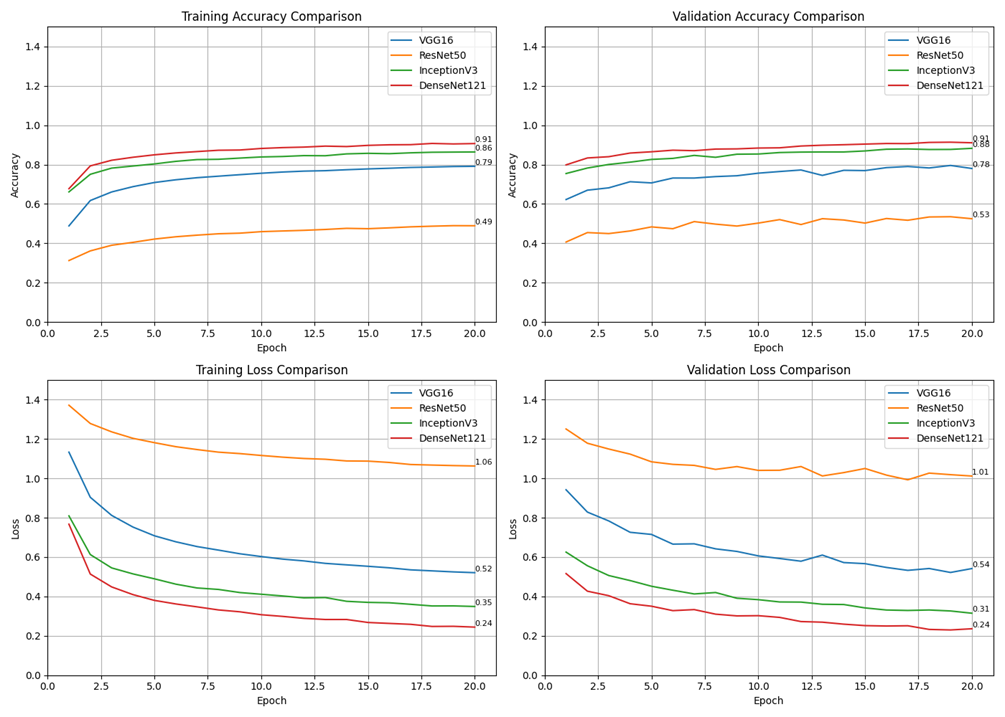 Training Accuracy Comparison
1.4
1.2
1.0
0.8
0.6
0.4
0.2
0.0
Accuracy
VGG16
ResNet50
InceptionV3
DenseNet121
0.91
0.86
0.79
0.49
0.0 2.5 5.0 7.5 10.0 12.5 15.0 17.5 20.0
Epoch
Validation Accuracy Comparison
1.4
1.2
1.0
0.8
0.6
0.4
0.2
0.0
Accuracy
VGG16
ResNet50
InceptionV3
DenseNet121
0.91
0.88
0.78
0.53
0.0 2.5 5.0 7.5 10.0 12.5 15.0 17.5 20.0
Epoch
Training Loss Comparison
1.4
1.2
1.0
0.8
0.6
0.4
0.2
0.0
Loss
VGG16
ResNet50
InceptionV3
DenseNet121
1.06
0.52
0.35
0.24
0.0 2.5 5.0 7.5 10.0 12.5 15.0 17.5 20.0
Epoch
Validation Loss Comparison
1.4
1.2
1.0
0.8
0.6
0.4
0.2
0.0
Loss
VGG16
ResNet50
InceptionV3
DenseNet121
1.01
0.54
0.31
0.24
0.0 2.5 5.0 7.5 10.0 12.5 15.0 17.5 20.0
Epoch